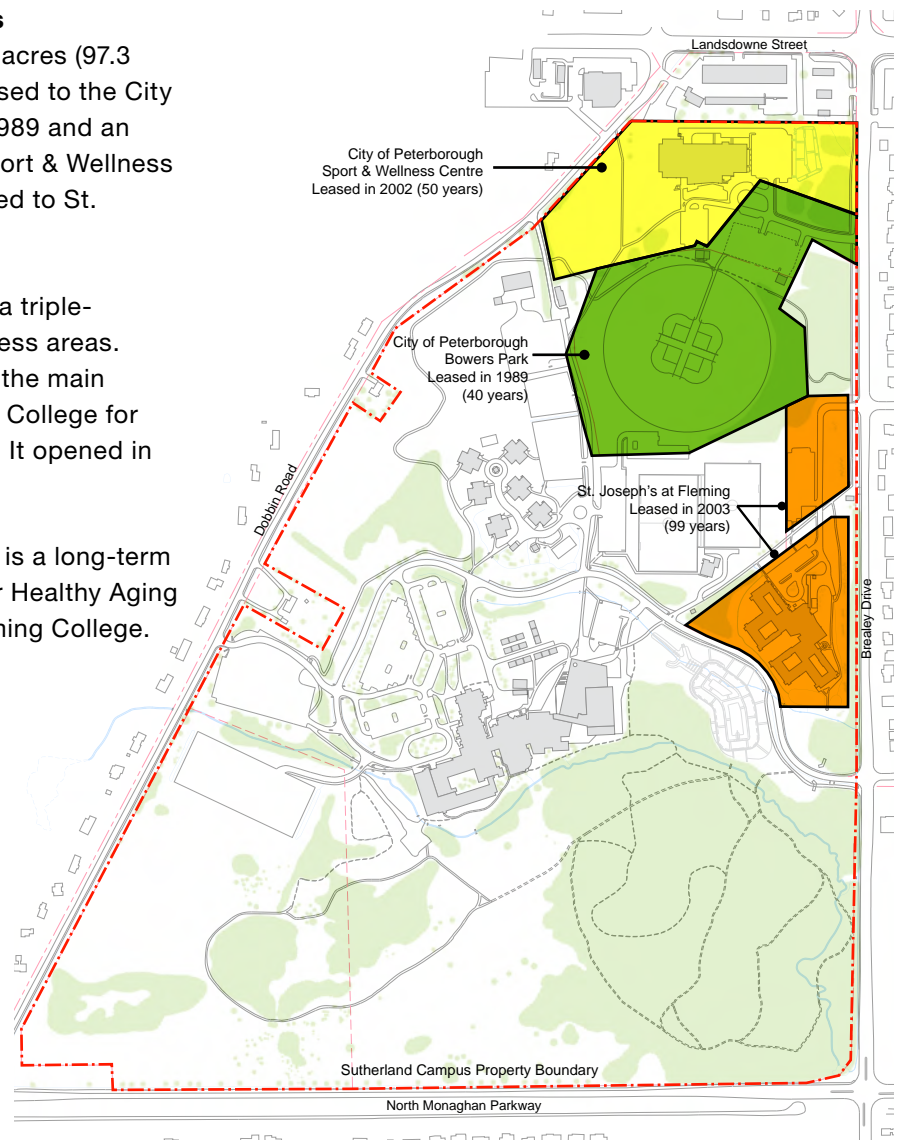 s
acres (97.3
sed to the City
989 and an
ort & Wellness
ed to St.
a triple-
ess areas.
the main
College for
It opened in
is a long-term
r Healthy Aging
ming College.
Landsdowne Street
City of Peterborough
Sport & Wellness Centre
Leased in 2002 (50 years)
City of Peterborough
Bowers Park
Leased in 1989
(40 years)
St. Joseph's at Fleming
Leased in 2003
(99 years)
Dobbin Road
Brealey Drive
Sutherland Campus Property Boundary
North Monaghan Parkway